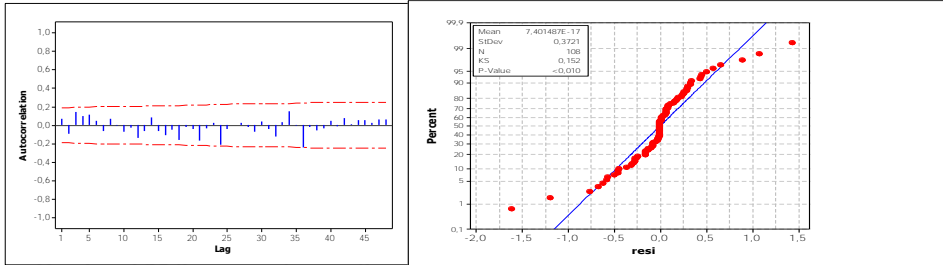 1,0
0,8
0,6
0,4
0,2
0,0
-0,2
-0,4
-0,6
-0,8
-1,0
Autocorrelation
1 5 10 15 20 25 30 35 40 45
Lag
99,9
99
95
90
80
70
60
50
40
30
20
10
5
1
0,1
Percent
Mean 7,401487E-17
StDev 0,3721
N 108
KS 0,152
P-Value <0,010
-2,0 -1,5 -1,0 -0,5 0,0 0,5 1,0 1,5
resi